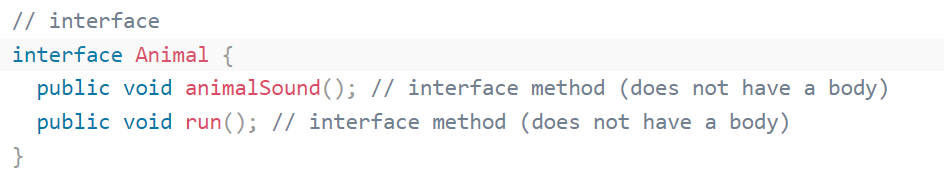 // interface
interface Animal {
  public void animalSound(); // interface method (does not have a body)
  public void run(); // interface method (does not have a body)
}